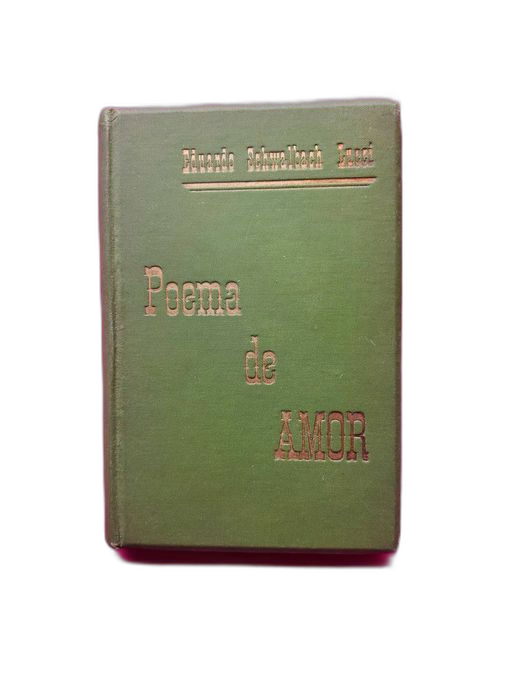 Eduardo Schwalbach Lucci
Poema
de
AMOR